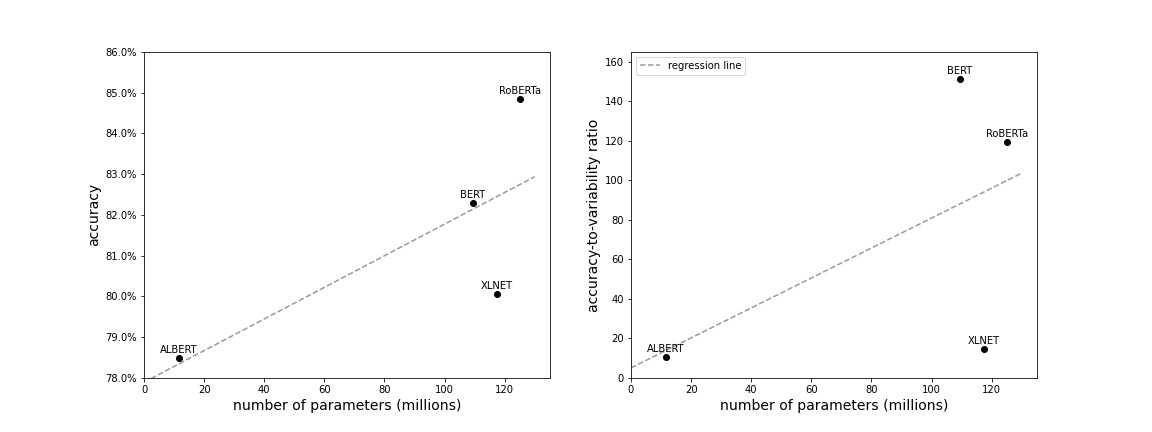 86.0%
85.0%
84.0%
83.0%
82.0%
81.0%
80.0%
79.0%
78.0%
accuracy
RoBERTa
BERT
XLNET
ALBERT
0 20 40 60 80 100 120
number of parameters (millions)
160
140
120
100
80
60
40
20
0
accuracy-to-variability ratio
regression line
BERT
RoBERTa
XLNET
ALBERT
0 20 40 60 80 100 120
number of parameters (millions)